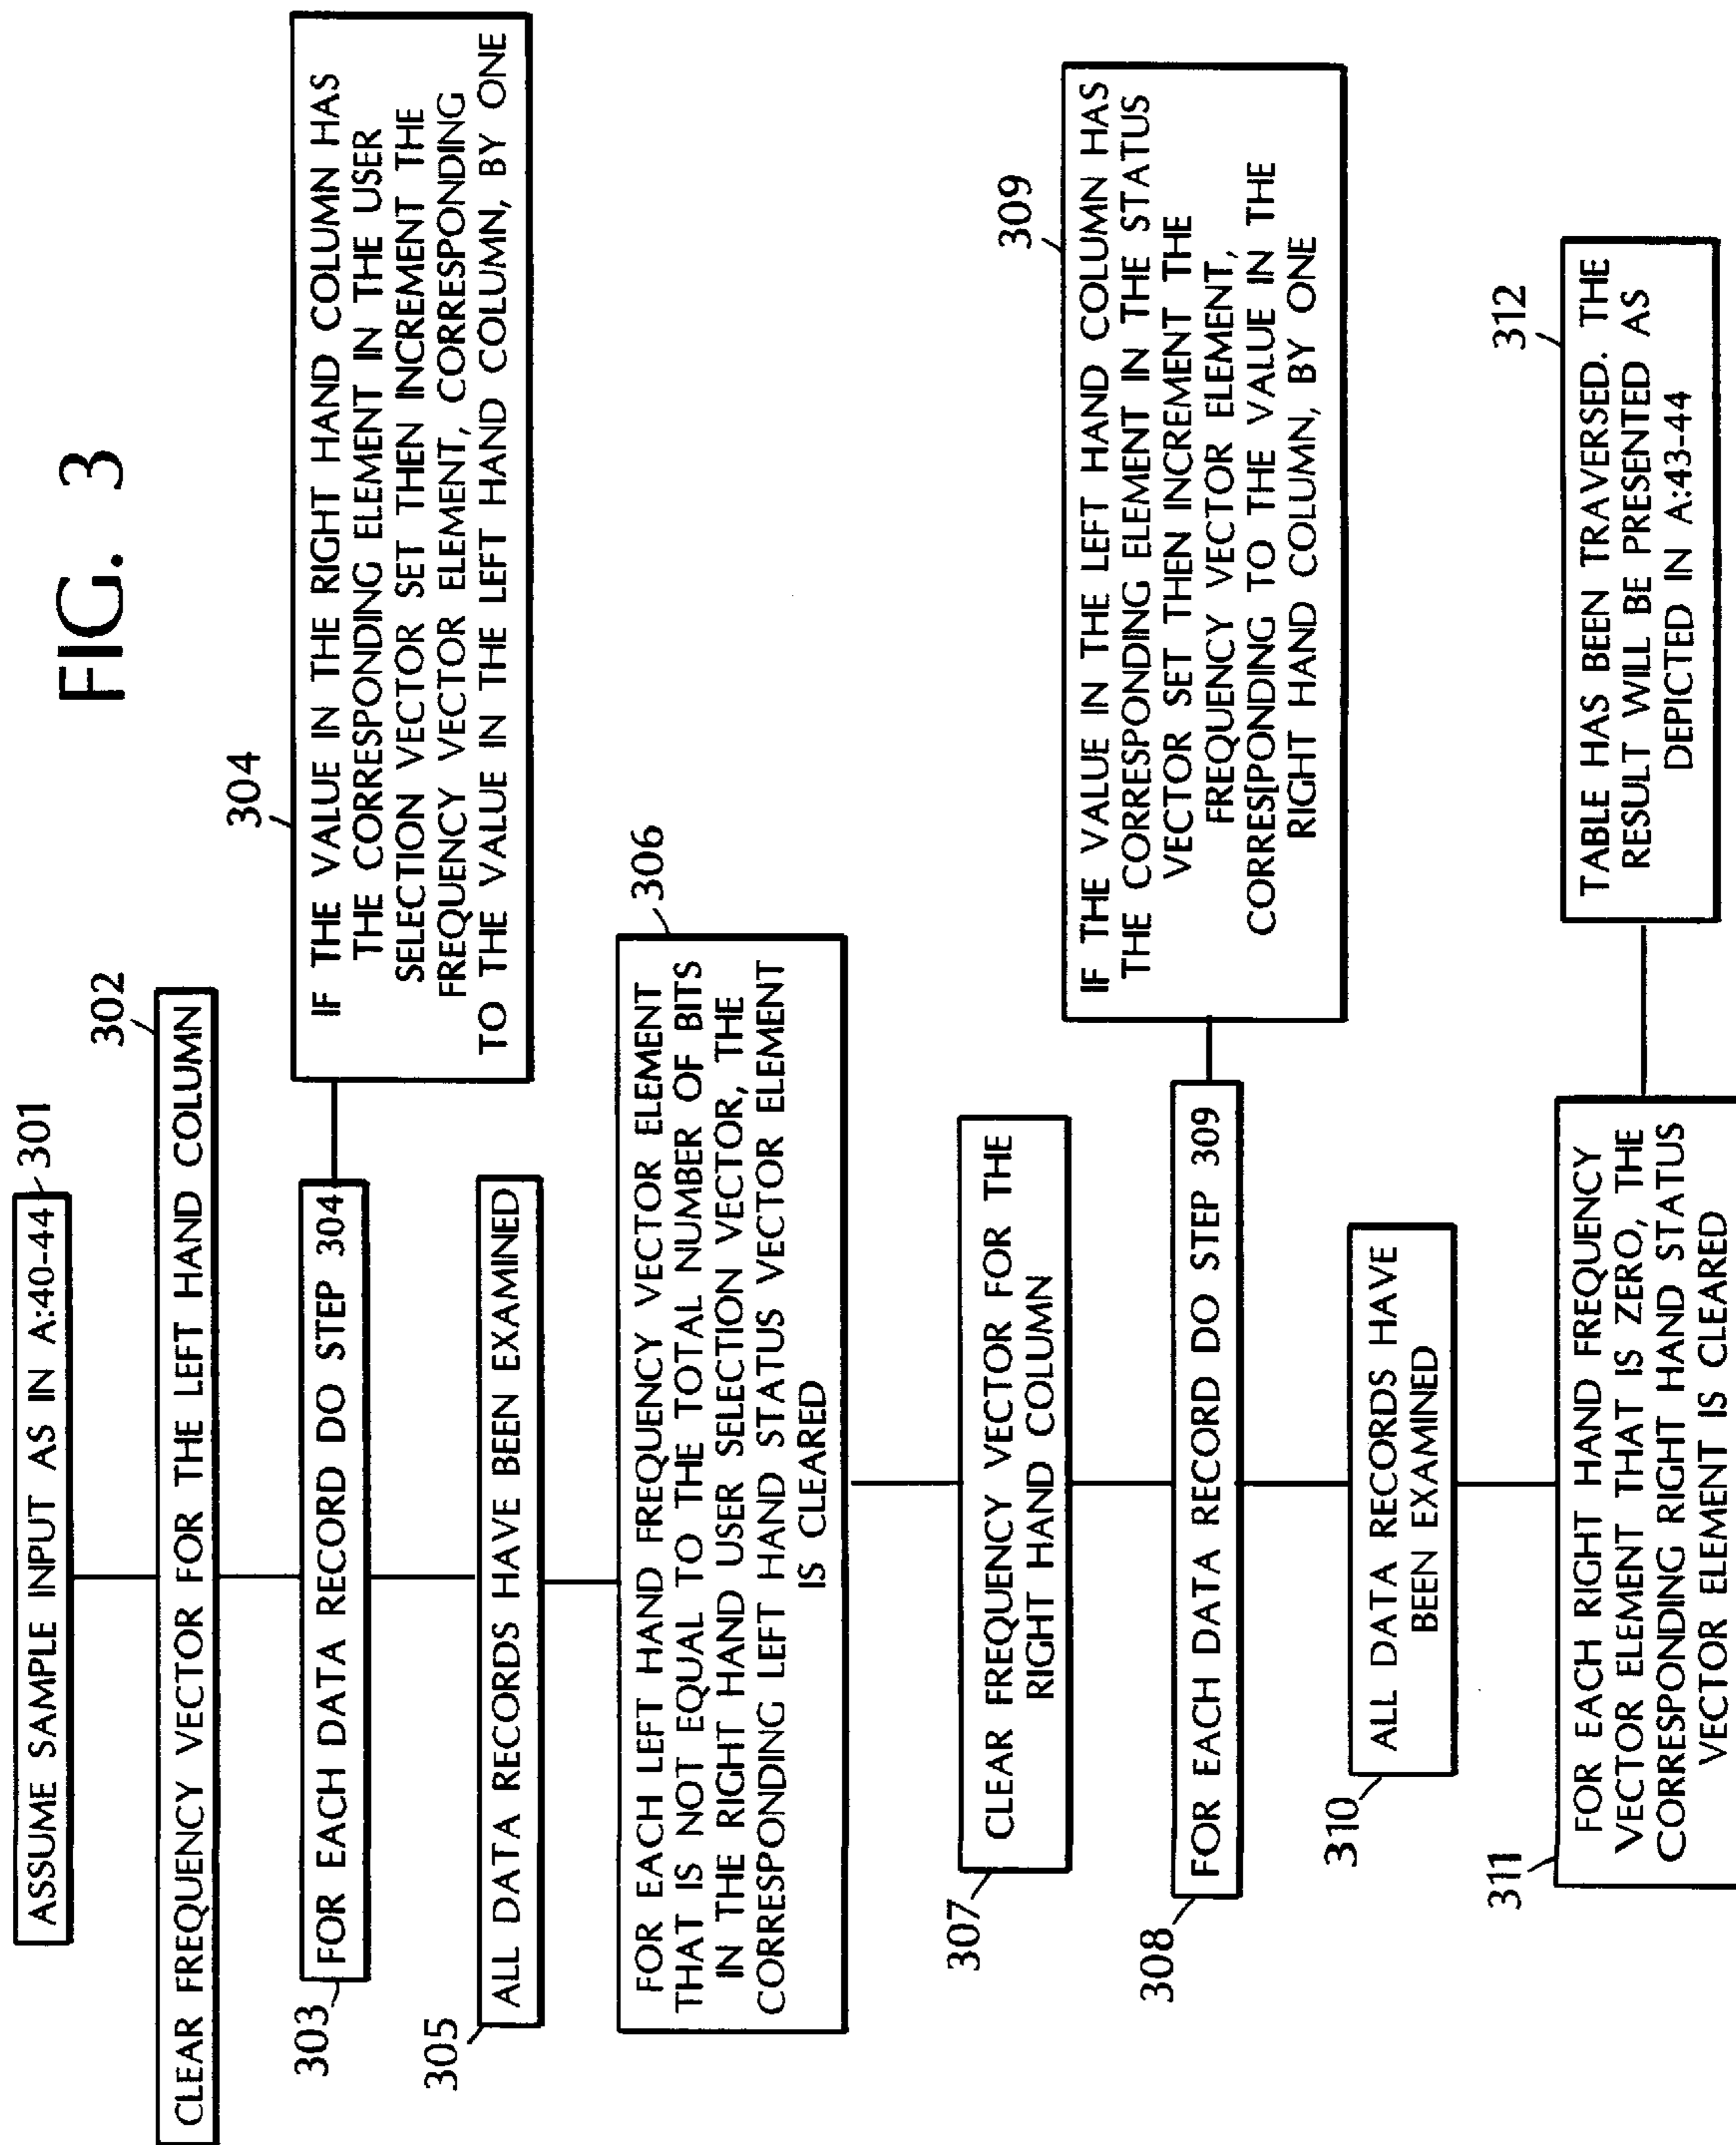 FIG. 3
301
ASSUME SAMPLE INPUT AS IN A:40-44
302
CLEAR FREQUENCY VECTOR FOR THE LEFT HAND COLUMN
303
FOR EACH DATA RECORD DO STEP 304
304
IF THE VALUE IN THE RIGHT HAND COLUMN HAS
THE CORRESPONDING ELEMENT IN THE USER
SELECTION VECTOR SET THEN INCREMENT THE
FREQUENCY VECTOR ELEMENT, CORRESPONDING
TO THE VALUE IN THE LEFT HAND COLUMN, BY ONE
305
ALL DATA RECORDS HAVE BEEN EXAMINED
306
FOR EACH LEFT HAND FREQUENCY VECTOR ELEMENT
THAT IS NOT EQUAL TO THE TOTAL NUMBER OF BITS
IN THE RIGHT HAND USER SELECTION VECTOR, THE
CORRESPONDING LEFT HAND STATUS VECTOR ELEMENT
IS CLEARED
307
CLEAR FREQUENCY VECTOR FOR THE
RIGHT HAND COLUMN
308
FOR EACH DATA RECORD DO STEP 309
309
IF THE VALUE IN THE LEFT HAND COLUMN HAS
THE CORRESPONDING ELEMENT IN THE STATUS
VECTOR SET THEN INCREMENT THE
FREQUENCY VECTOR ELEMENT,
CORRES[PONDING TO THE VALUE IN THE
RIGHT HAND COLUMN, BY ONE
310
ALL DATA RECORDS HAVE
BEEN EXAMINED
311
FOR EACH RIGHT HAND FREQUENCY
VECTOR ELEMENT THAT IS ZERO, THE
CORRESPONDING RIGHT HAND STATUS
VECTOR ELEMENT IS CLEARED
312
TABLE HAS BEEN TRAVERSED. THE
RESULT WILL BE PRESENTED AS
DEPICTED IN A:43-44